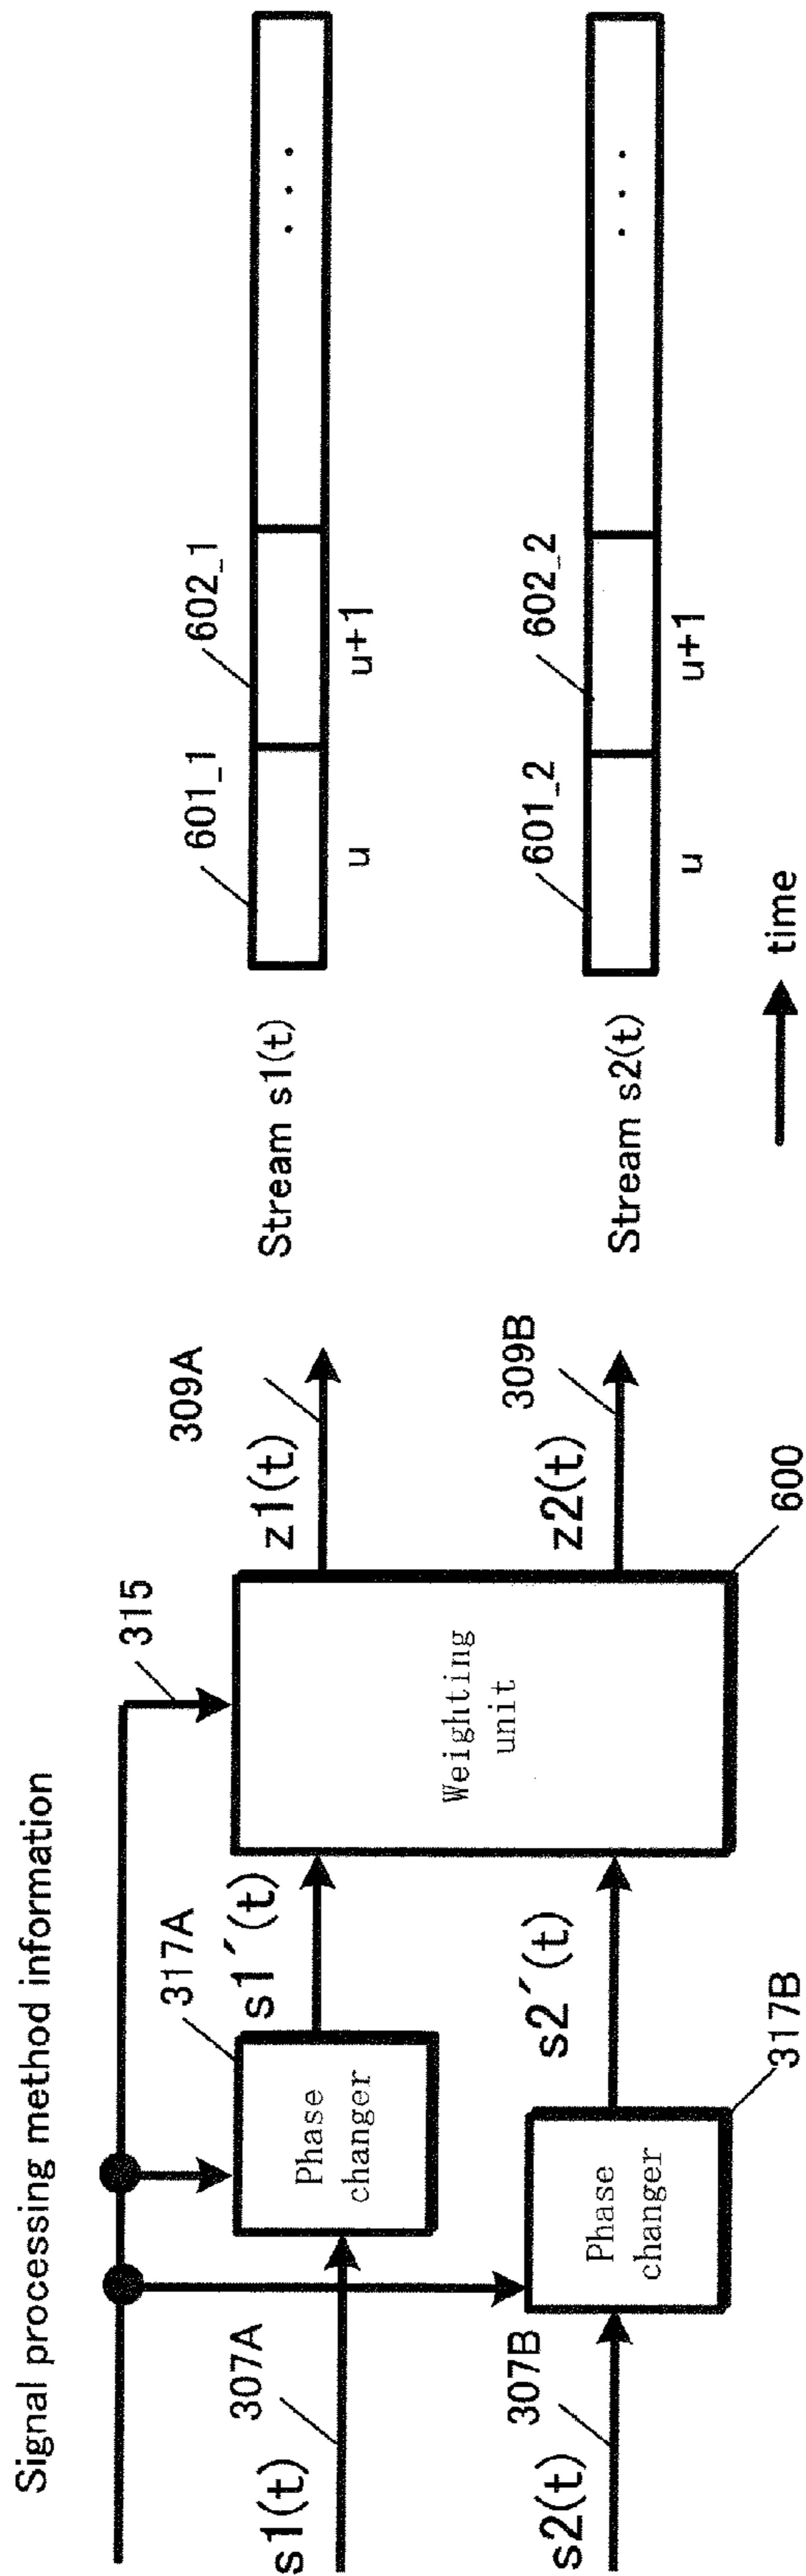 Signal processing method information
315
317A
307A
s1(t)
Phase
changer
s1´(t)
307B
s2(t)
Phase
changer
317B
s2´(t)
Weighting
unit
600
z1(t)
309A
z2(t)
309B
Stream s1(t)
601_1
602_1
...
u
u+1
Stream s2(t)
601_2
602_2
...
u
u+1
time